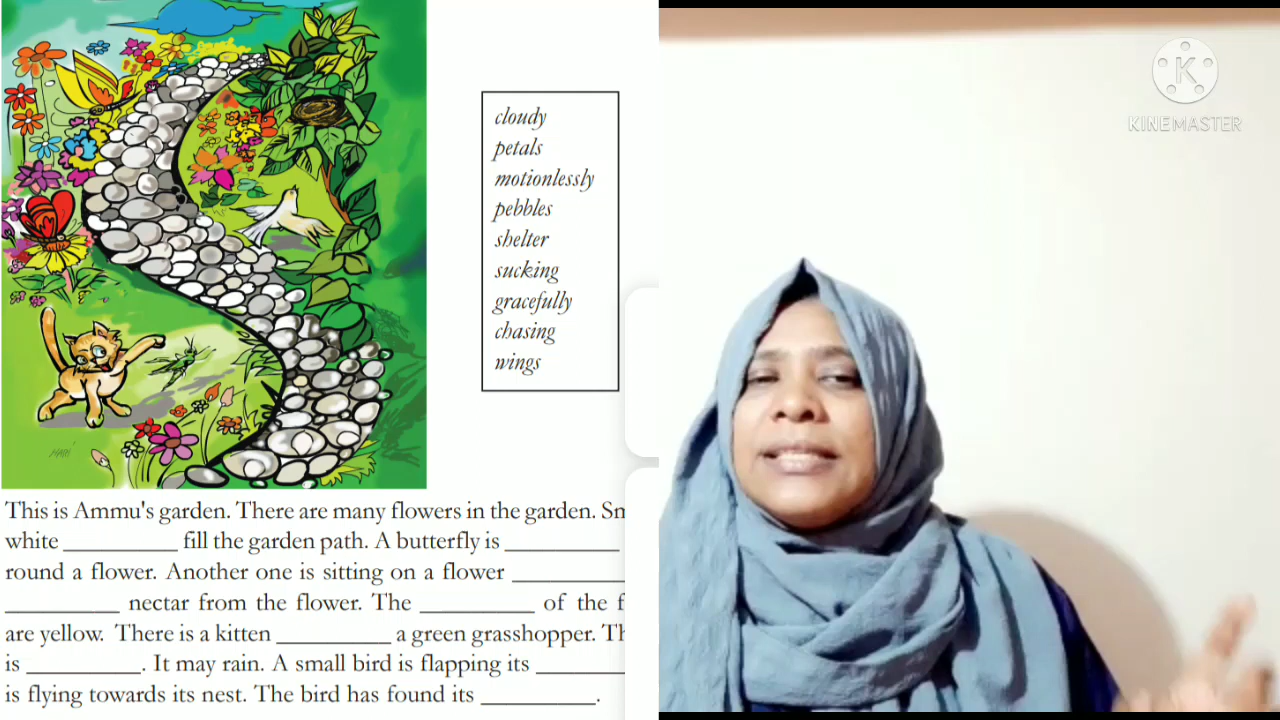 cloudy
petals
motionlessly
pebbles
shelter
sucking
gracefully
chasing
wings
K
KINEMASTER
This is Ammu's garden. There are many flowers in the garden. Sm
white __________ fill the garden path. A butterfly is __________
round a flower. Another one is sitting on a flower __________
__________ nectar from the flower. The __________ of the f
are yellow. There is a kitten __________ a green grasshopper. Th
is __________. It may rain. A small bird is flapping its ________
is flying towards its nest. The bird has found its __________.